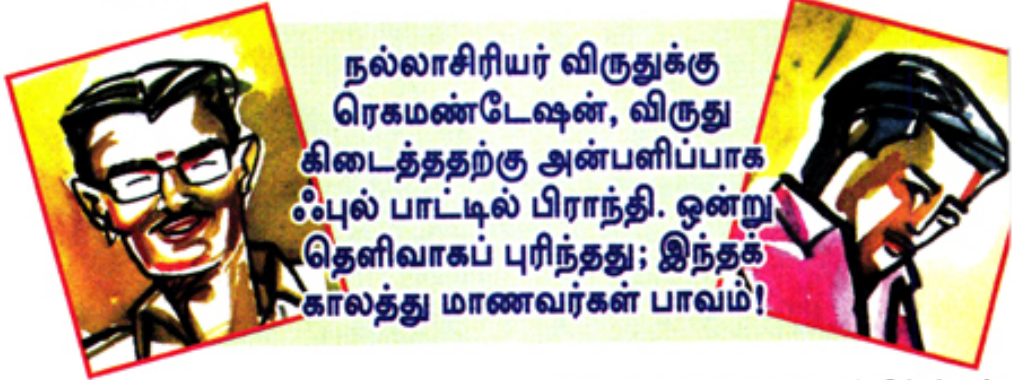 நல்லாசிரியர் விருதுக்கு
ரெகமண்டேஷன், விருது
கிடைத்ததற்கு அன்பளிப்பாக
ஃபுல் பாட்டில் பிராந்தி. ஒன்று
தெளிவாகப் புரிந்தது; இந்தக்
காலத்து மாணவர்கள் பாவம்!